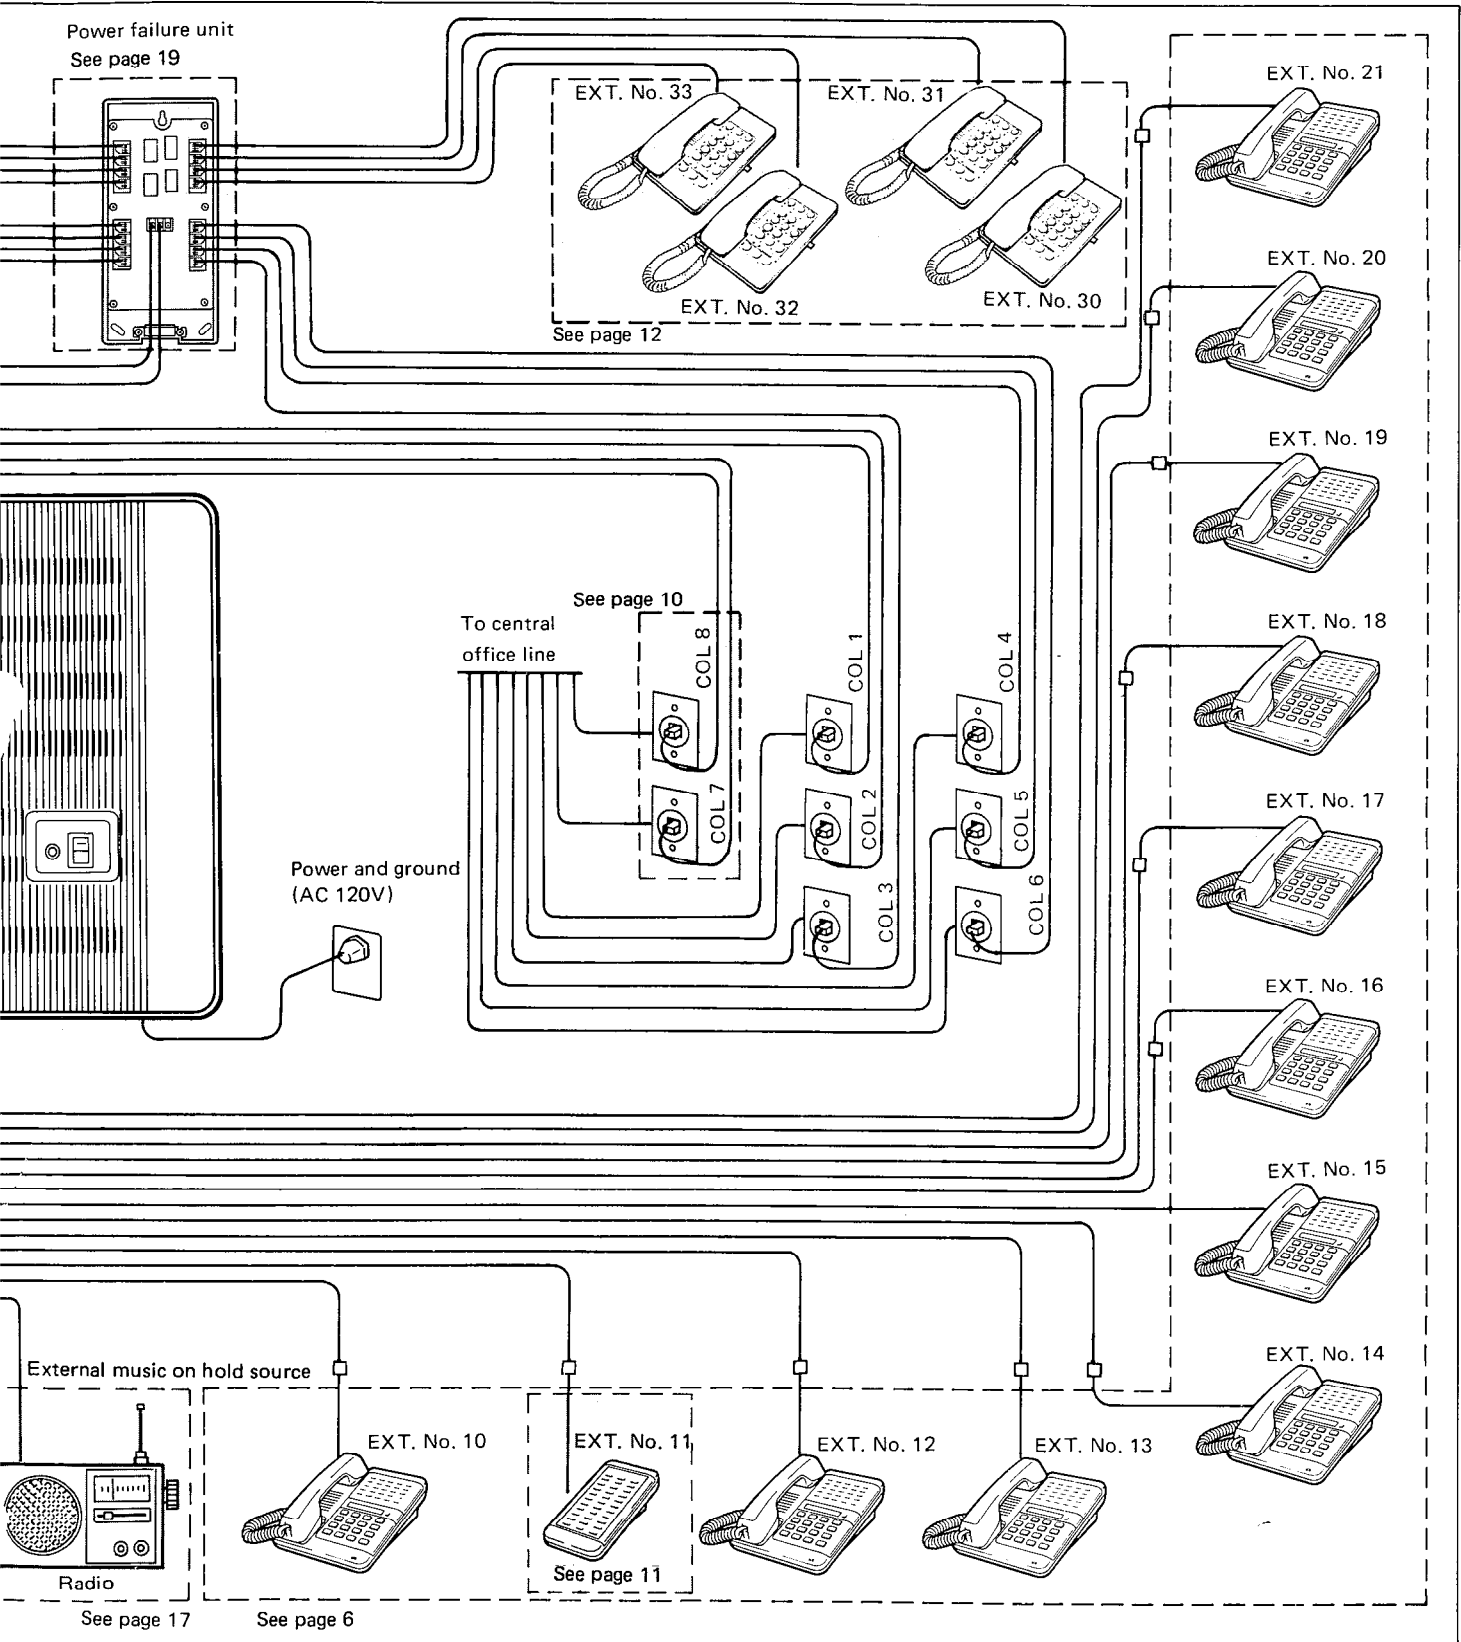 Power failure unit
See page 19
EXT. No. 33
EXT. No. 31
EXT. No. 32
EXT. No. 30
See page 12
EXT. No. 21
EXT. No. 20
EXT. No. 19
EXT. No. 18
EXT. No. 17
EXT. No. 16
EXT. No. 15
EXT. No. 14
See page 10
To central
office line
COL 8
COL 1
COL 4
COL 7
COL 2
COL 5
COL 3
COL 6
Power and ground
(AC 120V)
External music on hold source
EXT. No. 10
EXT. No. 11
EXT. No. 12
EXT. No. 13
See page 11
Radio
See page 17
See page 6